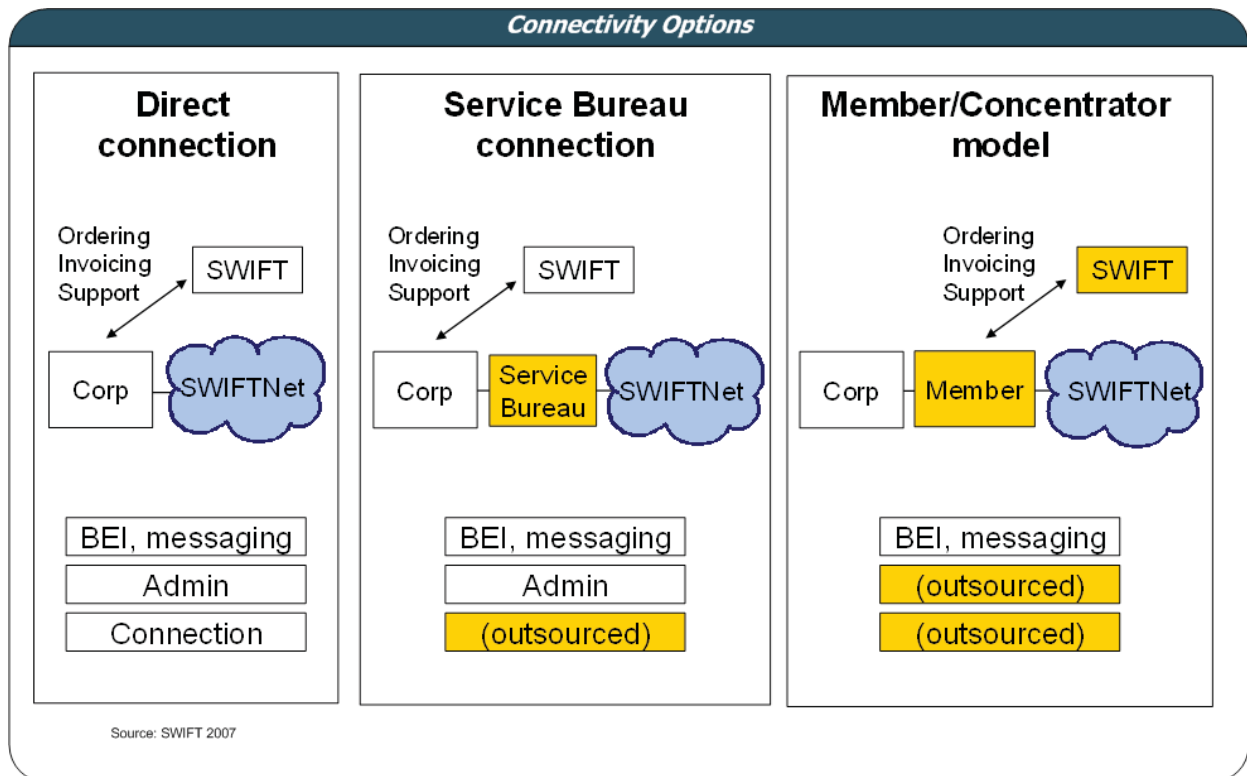 Connectivity Options
Direct
connection
Ordering
Invoicing
Support
SWIFT
Corp
SWIFTNet
BEI, messaging
Admin
Connection
Service Bureau
connection
Ordering
Invoicing
Support
SWIFT
Corp
Service
Bureau
SWIFTNet
BEI, messaging
Admin
(outsourced)
Member/Concentrator
model
Ordering
Invoicing
Support
SWIFT
Corp
Member
SWIFTNet
BEI, messaging
(outsourced)
(outsourced)
Source: SWIFT 2007